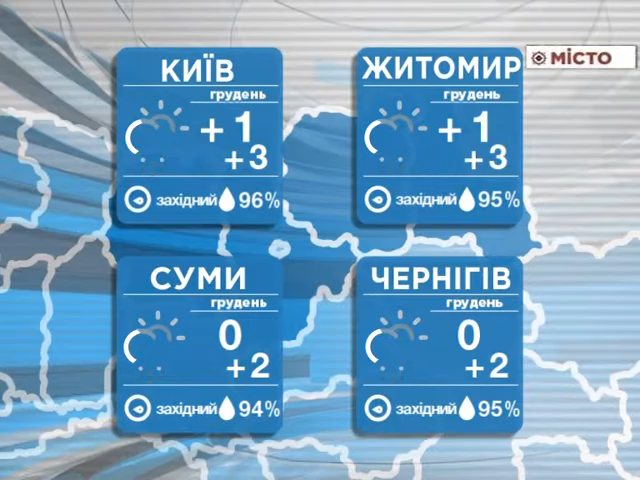 МІСТО
КИЇВ
грудень
+1
+3
західний 96%
ЖИТОМИР
грудень
+1
+3
західний 95%
СУМИ
грудень
0
+2
західний 94%
ЧЕРНІГІВ
грудень
0
+2
західний 95%